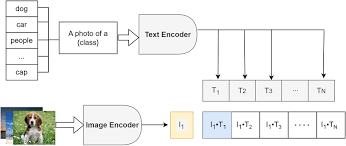 dog
car
people
...
cap
A photo of a
{class}
Text Encoder
T₁ T₂ T₃ ... Tₙ
Image Encoder
I₁
I₁•T₁ I₁•T₂ I₁•T₃ .... I₁•Tₙ